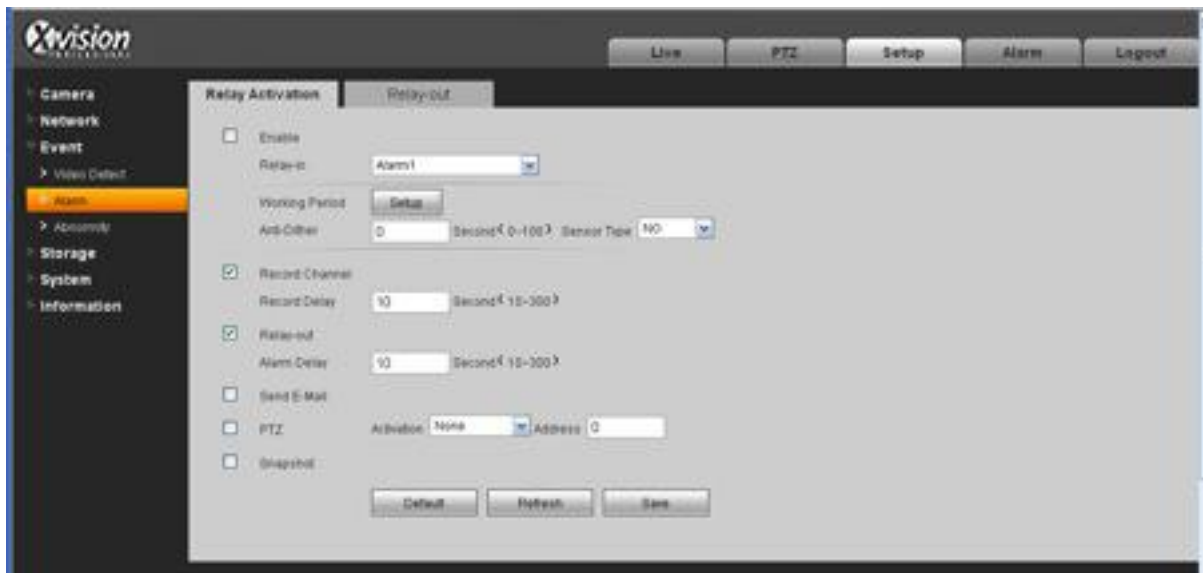 Xvision
PROFESSIONAL
Live PTZ Setup Alarm Logout
Camera
Network
Event
Video Detect
Alarm
Abnormity
Storage
System
Information
Relay Activation Relay-out
Enable
Relay-in Alarm1
Working Period Setup
Anti-Dither 0 Second(0~100) Sensor Type NO
Record Channel
Record Delay 10 Second(10~300)
Relay-out
Alarm Delay 10 Second(10~300)
Send E-Mail
PTZ Activation None Address 0
Snapshot
Default Refresh Save